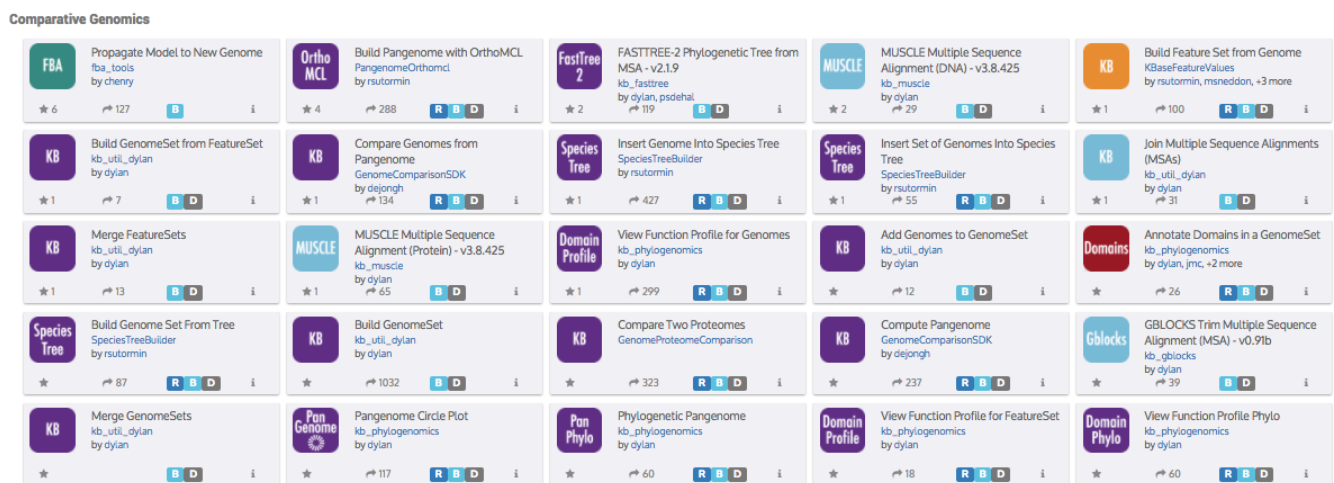 Comparative Genomics
FBA
Propagate Model to New Genome
fba_tools
by chenry
6 127 B i
Ortho
MCL
Build Pangenome with OrthoMCL
PangenomeOrthomcl
by rsutormin
4 288 R B D i
FastTree
2
FASTTREE-2 Phylogenetic Tree from
MSA - v2.1.9
kb_fasttree
by dylan, psdehal
2 119 B D i
MUSCLE
MUSCLE Multiple Sequence
Alignment (DNA) - v3.8.425
kb_muscle
by dylan
2 29 B D i
KB
Build Feature Set from Genome
KBaseFeatureValues
by rsutormin, msneddon, +3 more
1 100 R B D i
KB
Build GenomeSet from FeatureSet
kb_util_dylan
by dylan
1 7 B D i
KB
Compare Genomes from
Pangenome
GenomeComparisonSDK
by dejongh
1 134 R B D i
Species
Tree
Insert Genome Into Species Tree
SpeciesTreeBuilder
by rsutormin
1 427 R B D i
Species
Tree
Insert Set of Genomes Into Species
Tree
SpeciesTreeBuilder
by rsutormin
1 55 R B D i
KB
Join Multiple Sequence Alignments
(MSAs)
kb_util_dylan
by dylan
1 31 B D i
KB
Merge FeatureSets
kb_util_dylan
by dylan
1 13 B D i
MUSCLE
MUSCLE Multiple Sequence
Alignment (Protein) - v3.8.425
kb_muscle
by dylan
1 65 B D i
Domain
Profile
View Function Profile for Genomes
kb_phylogenomics
by dylan
1 299 R B D i
KB
Add Genomes to GenomeSet
kb_util_dylan
by dylan
12 B D i
Domains
Annotate Domains in a GenomeSet
kb_phylogenomics
by dylan, jmc, +2 more
26 R B D i
Species
Tree
Build Genome Set From Tree
SpeciesTreeBuilder
by rsutormin
87 R B D i
KB
Build GenomeSet
kb_util_dylan
by dylan
1032 B D i
KB
Compare Two Proteomes
GenomeProteomeComparison
323 R B D i
KB
Compute Pangenome
GenomeComparisonSDK
by dejongh
237 R B D i
Gblocks
GBLOCKS Trim Multiple Sequence
Alignment (MSA) - v0.91b
kb_gblocks
by dylan
39 B D i
KB
Merge GenomeSets
kb_util_dylan
by dylan
B D i
Pan
Genome
Pangenome Circle Plot
kb_phylogenomics
by dylan
117 R B D i
Pan
Phylo
Phylogenetic Pangenome
kb_phylogenomics
by dylan
60 R B D i
Domain
Profile
View Function Profile for FeatureSet
kb_phylogenomics
by dylan
18 R B D i
Domain
Phylo
View Function Profile Phylo
kb_phylogenomics
by dylan
60 R B D i